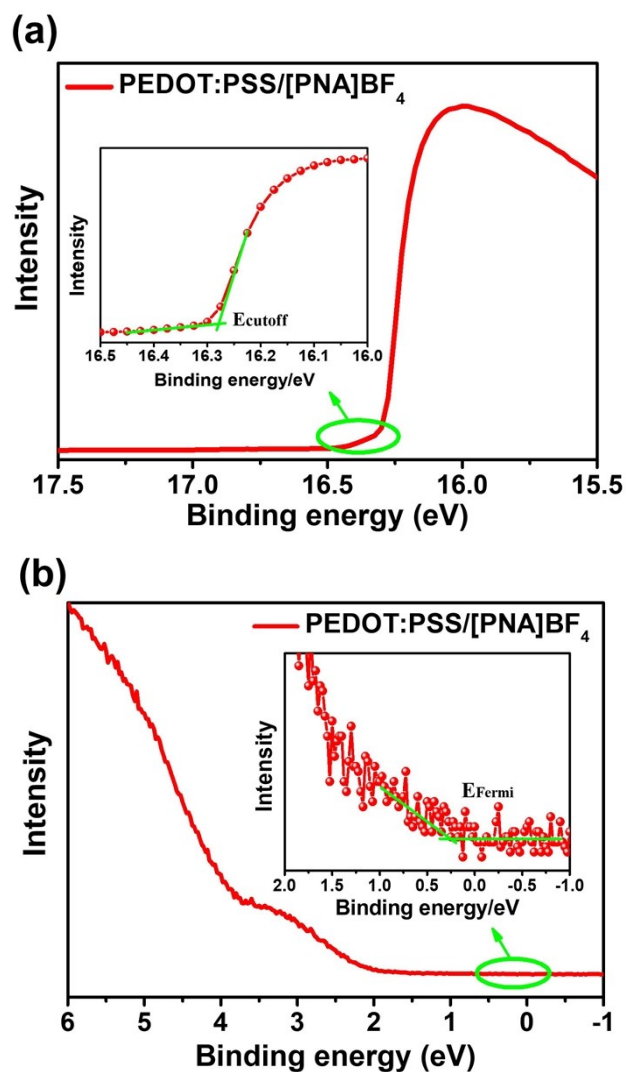 (a)
PEDOT:PSS/[PNA]BF4
Intensity
Intensity
Ecutoff
16.5 16.4 16.3 16.2 16.1 16.0
Binding energy/eV
17.5 17.0 16.5 16.0 15.5
Binding energy (eV)
(b)
PEDOT:PSS/[PNA]BF4
Intensity
Intensity
EFermi
2.0 1.5 1.0 0.5 0.0 -0.5 -1.0
Binding energy/eV
6 5 4 3 2 1 0 -1
Binding energy (eV)